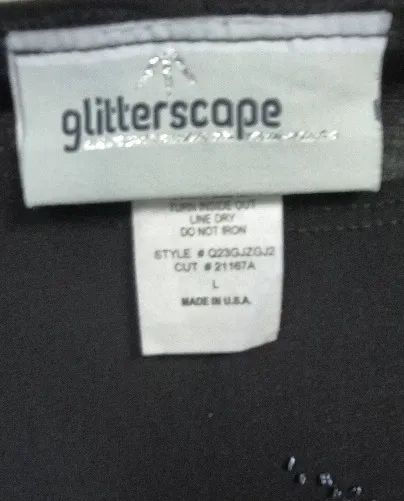 glitterscape
TURN INSIDE OUT
LINE DRY
DO NOT IRON
STYLE # Q23GJZGJ2
CUT # 21167A
L
MADE IN U.S.A.